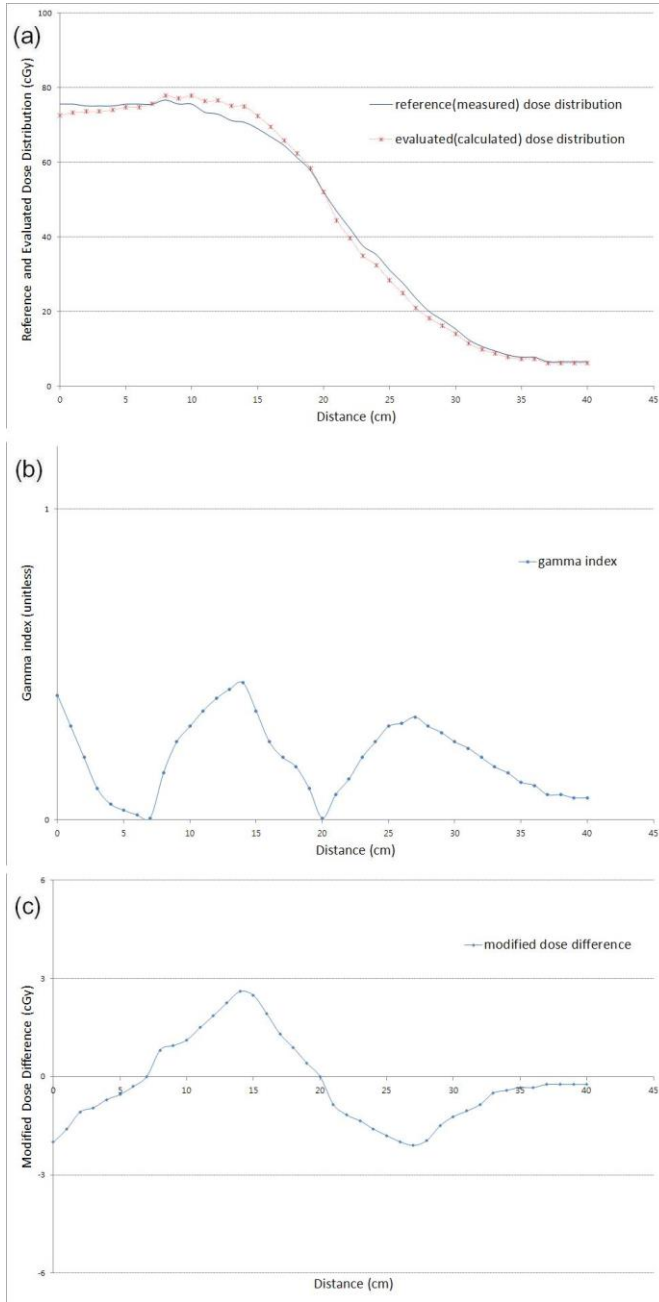 (a)
Reference and Evaluated Dose Distribution (cGy)
100
80
60
40
20
0
reference(measured) dose distribution
evaluated(calculated) dose distribution
0 5 10 15 20 25 30 35 40 45
Distance (cm)
(b)
Gamma index (unitless)
1
0
gamma index
0 5 10 15 20 25 30 35 40 45
Distance (cm)
(c)
Modified Dose Difference (cGy)
6
3
0
-3
-6
modified dose difference
0 5 10 15 20 25 30 35 40 45
Distance (cm)